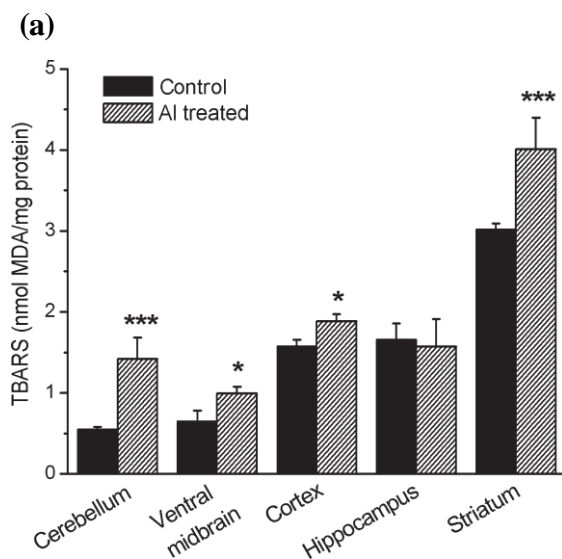 (a)
5
4
3
2
1
0
TBARS (nmol MDA/mg protein)
Control
Al treated
***
*
*
***
Cerebellum
Ventral
midbrain
Cortex
Hippocampus
Striatum